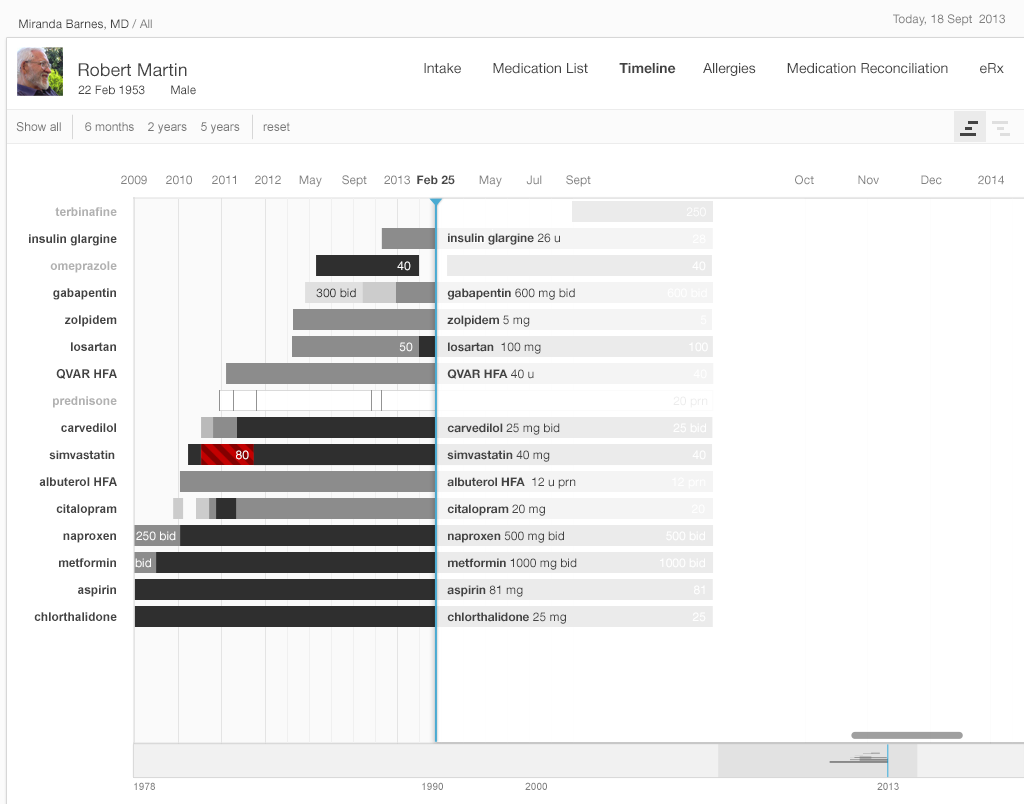 Miranda Barnes, MD / All
Today, 18 Sept 2013
Robert Martin
22 Feb 1953 Male
Intake Medication List Timeline Allergies Medication Reconciliation eRx
Show all 6 months 2 years 5 years reset
2009 2010 2011 2012 May Sept 2013 Feb 25 May Jul Sept Oct Nov Dec 2014
terbinafine 250
insulin glargine insulin glargine 26 u
omeprazole 40 40
gabapentin 300 bid gabapentin 600 mg bid 600 bid
zolpidem zolpidem 5 mg
losartan 50 losartan 100 mg 100
QVAR HFA QVAR HFA 40 u 40
prednisone 20 prn
carvedilol carvedilol 25 mg bid 25 bid
simvastatin 80 simvastatin 40 mg 40
albuterol HFA albuterol HFA 12 u prn 12 prn
citalopram citalopram 20 mg 20
naproxen 250 bid naproxen 500 mg bid 500 bid
metformin bid metformin 1000 mg bid 1000 bid
aspirin aspirin 81 mg 81
chlorthalidone chlorthalidone 25 mg 25
1978 1990 2000 2013